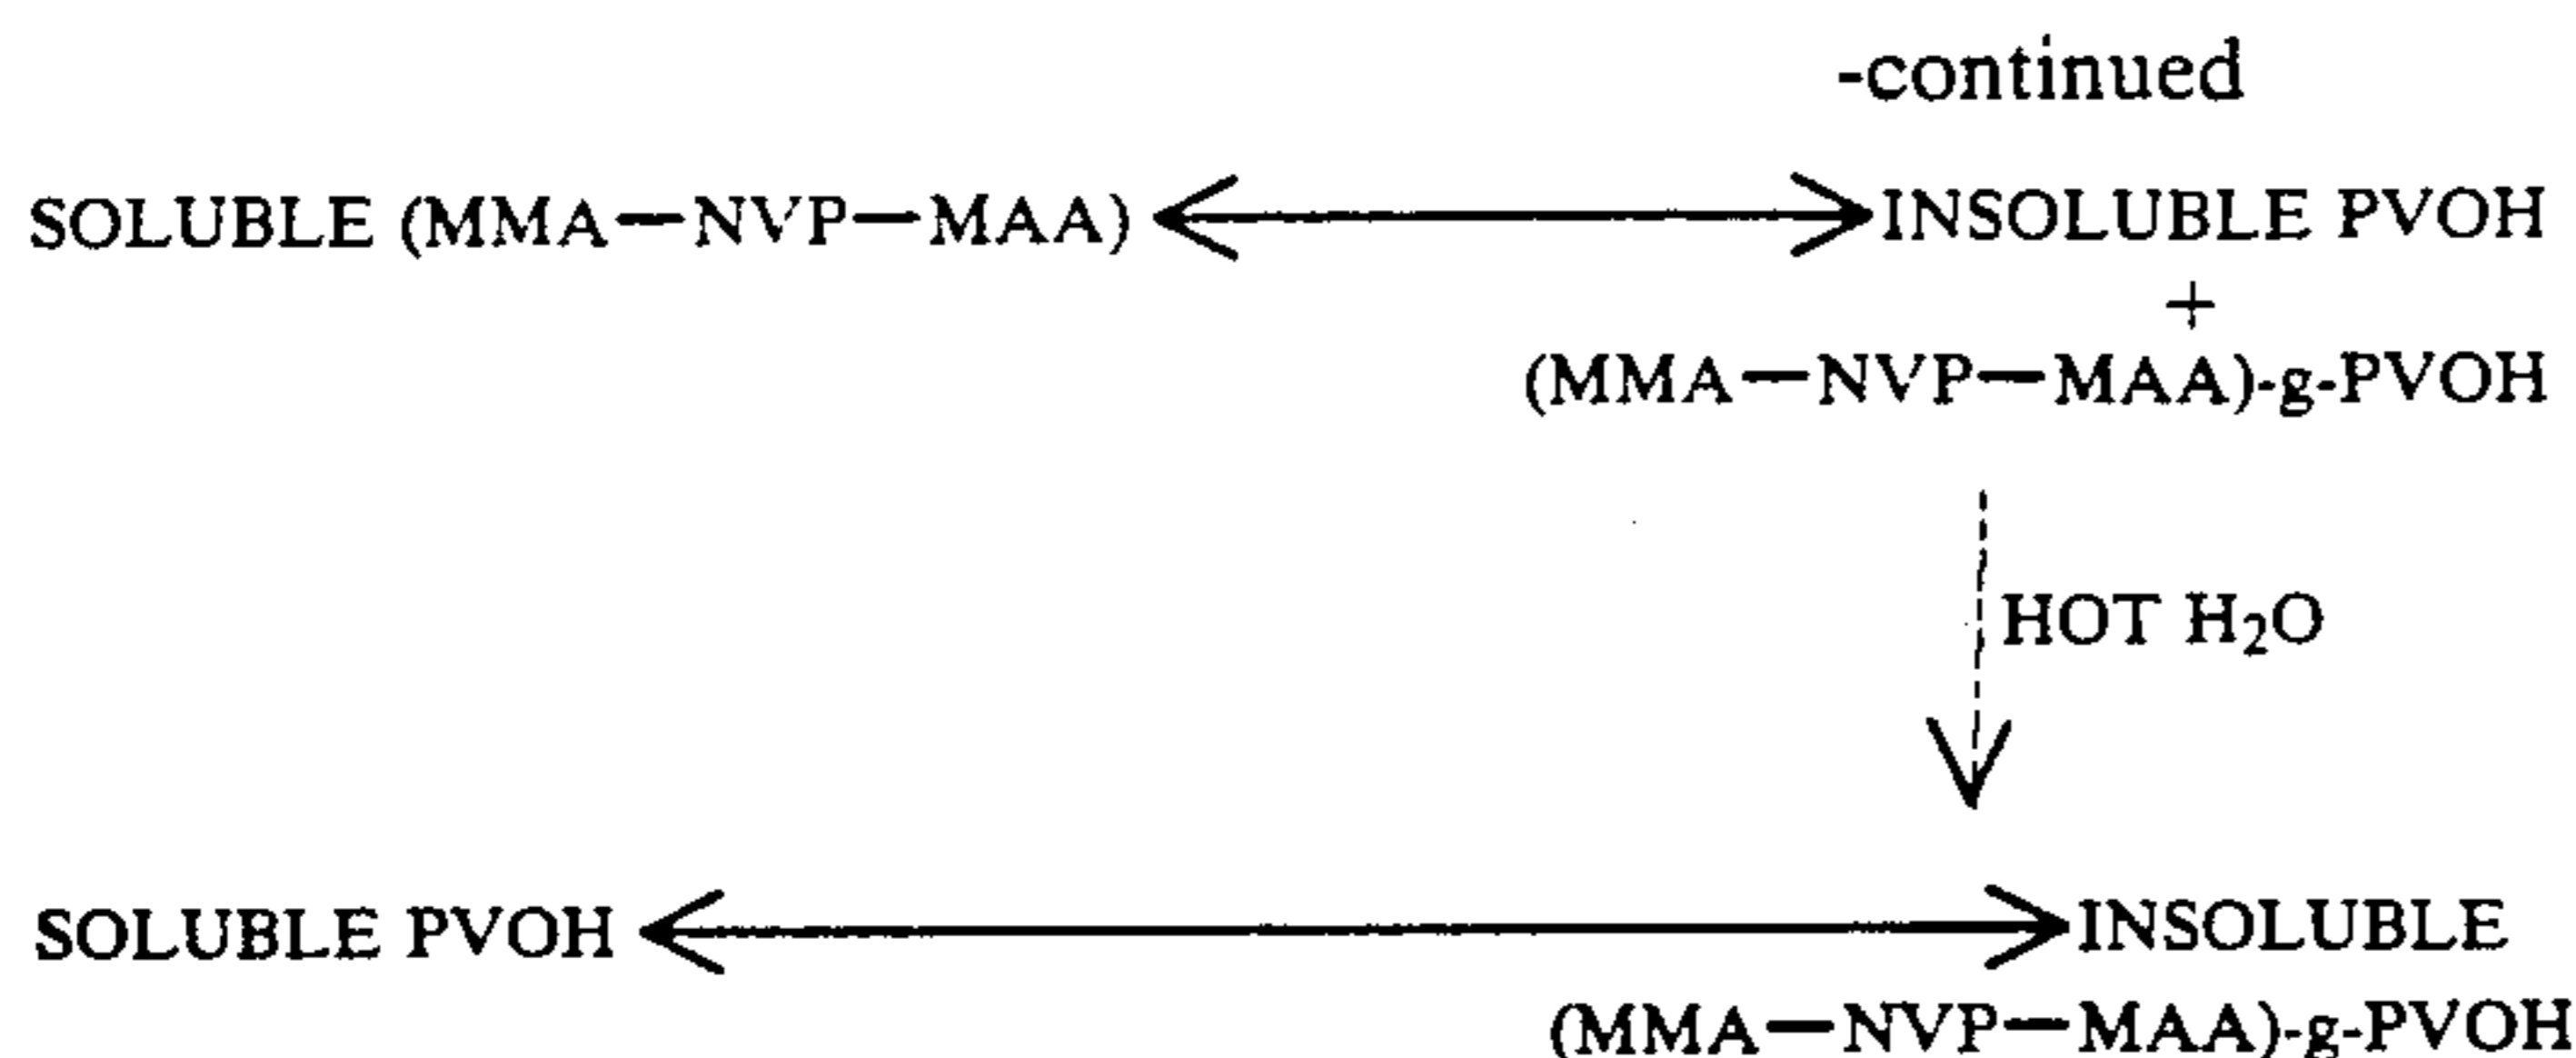 -continued
SOLUBLE (MMA—NVP—MAA) INSOLUBLE PVOH
+
(MMA—NVP—MAA)-g-PVOH
HOT H₂O
SOLUBLE PVOH INSOLUBLE
(MMA—NVP—MAA)-g-PVOH